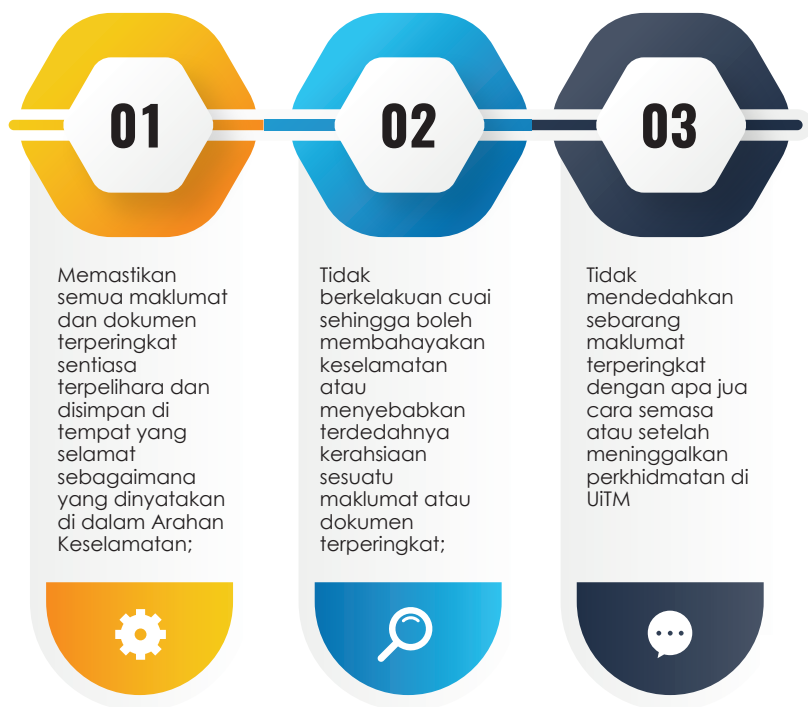 01
Memastikan
semua maklumat
dan dokumen
terperingkat
sentiasa
terpelihara dan
disimpan di
tempat yang
selamat
sebagaimana
yang dinyatakan
di dalam Arahan
Keselamatan;
02
Tidak
berkelakuan cuai
sehingga boleh
membahayakan
keselamatan
atau
menyebabkan
terdedahnya
kerahsiaan
sesuatu
maklumat atau
dokumen
terperingkat;
03
Tidak
mendedahkan
sebarang
maklumat
terperingkat
dengan apa jua
cara semasa
atau setelah
meninggalkan
perkhidmatan di
UiTM